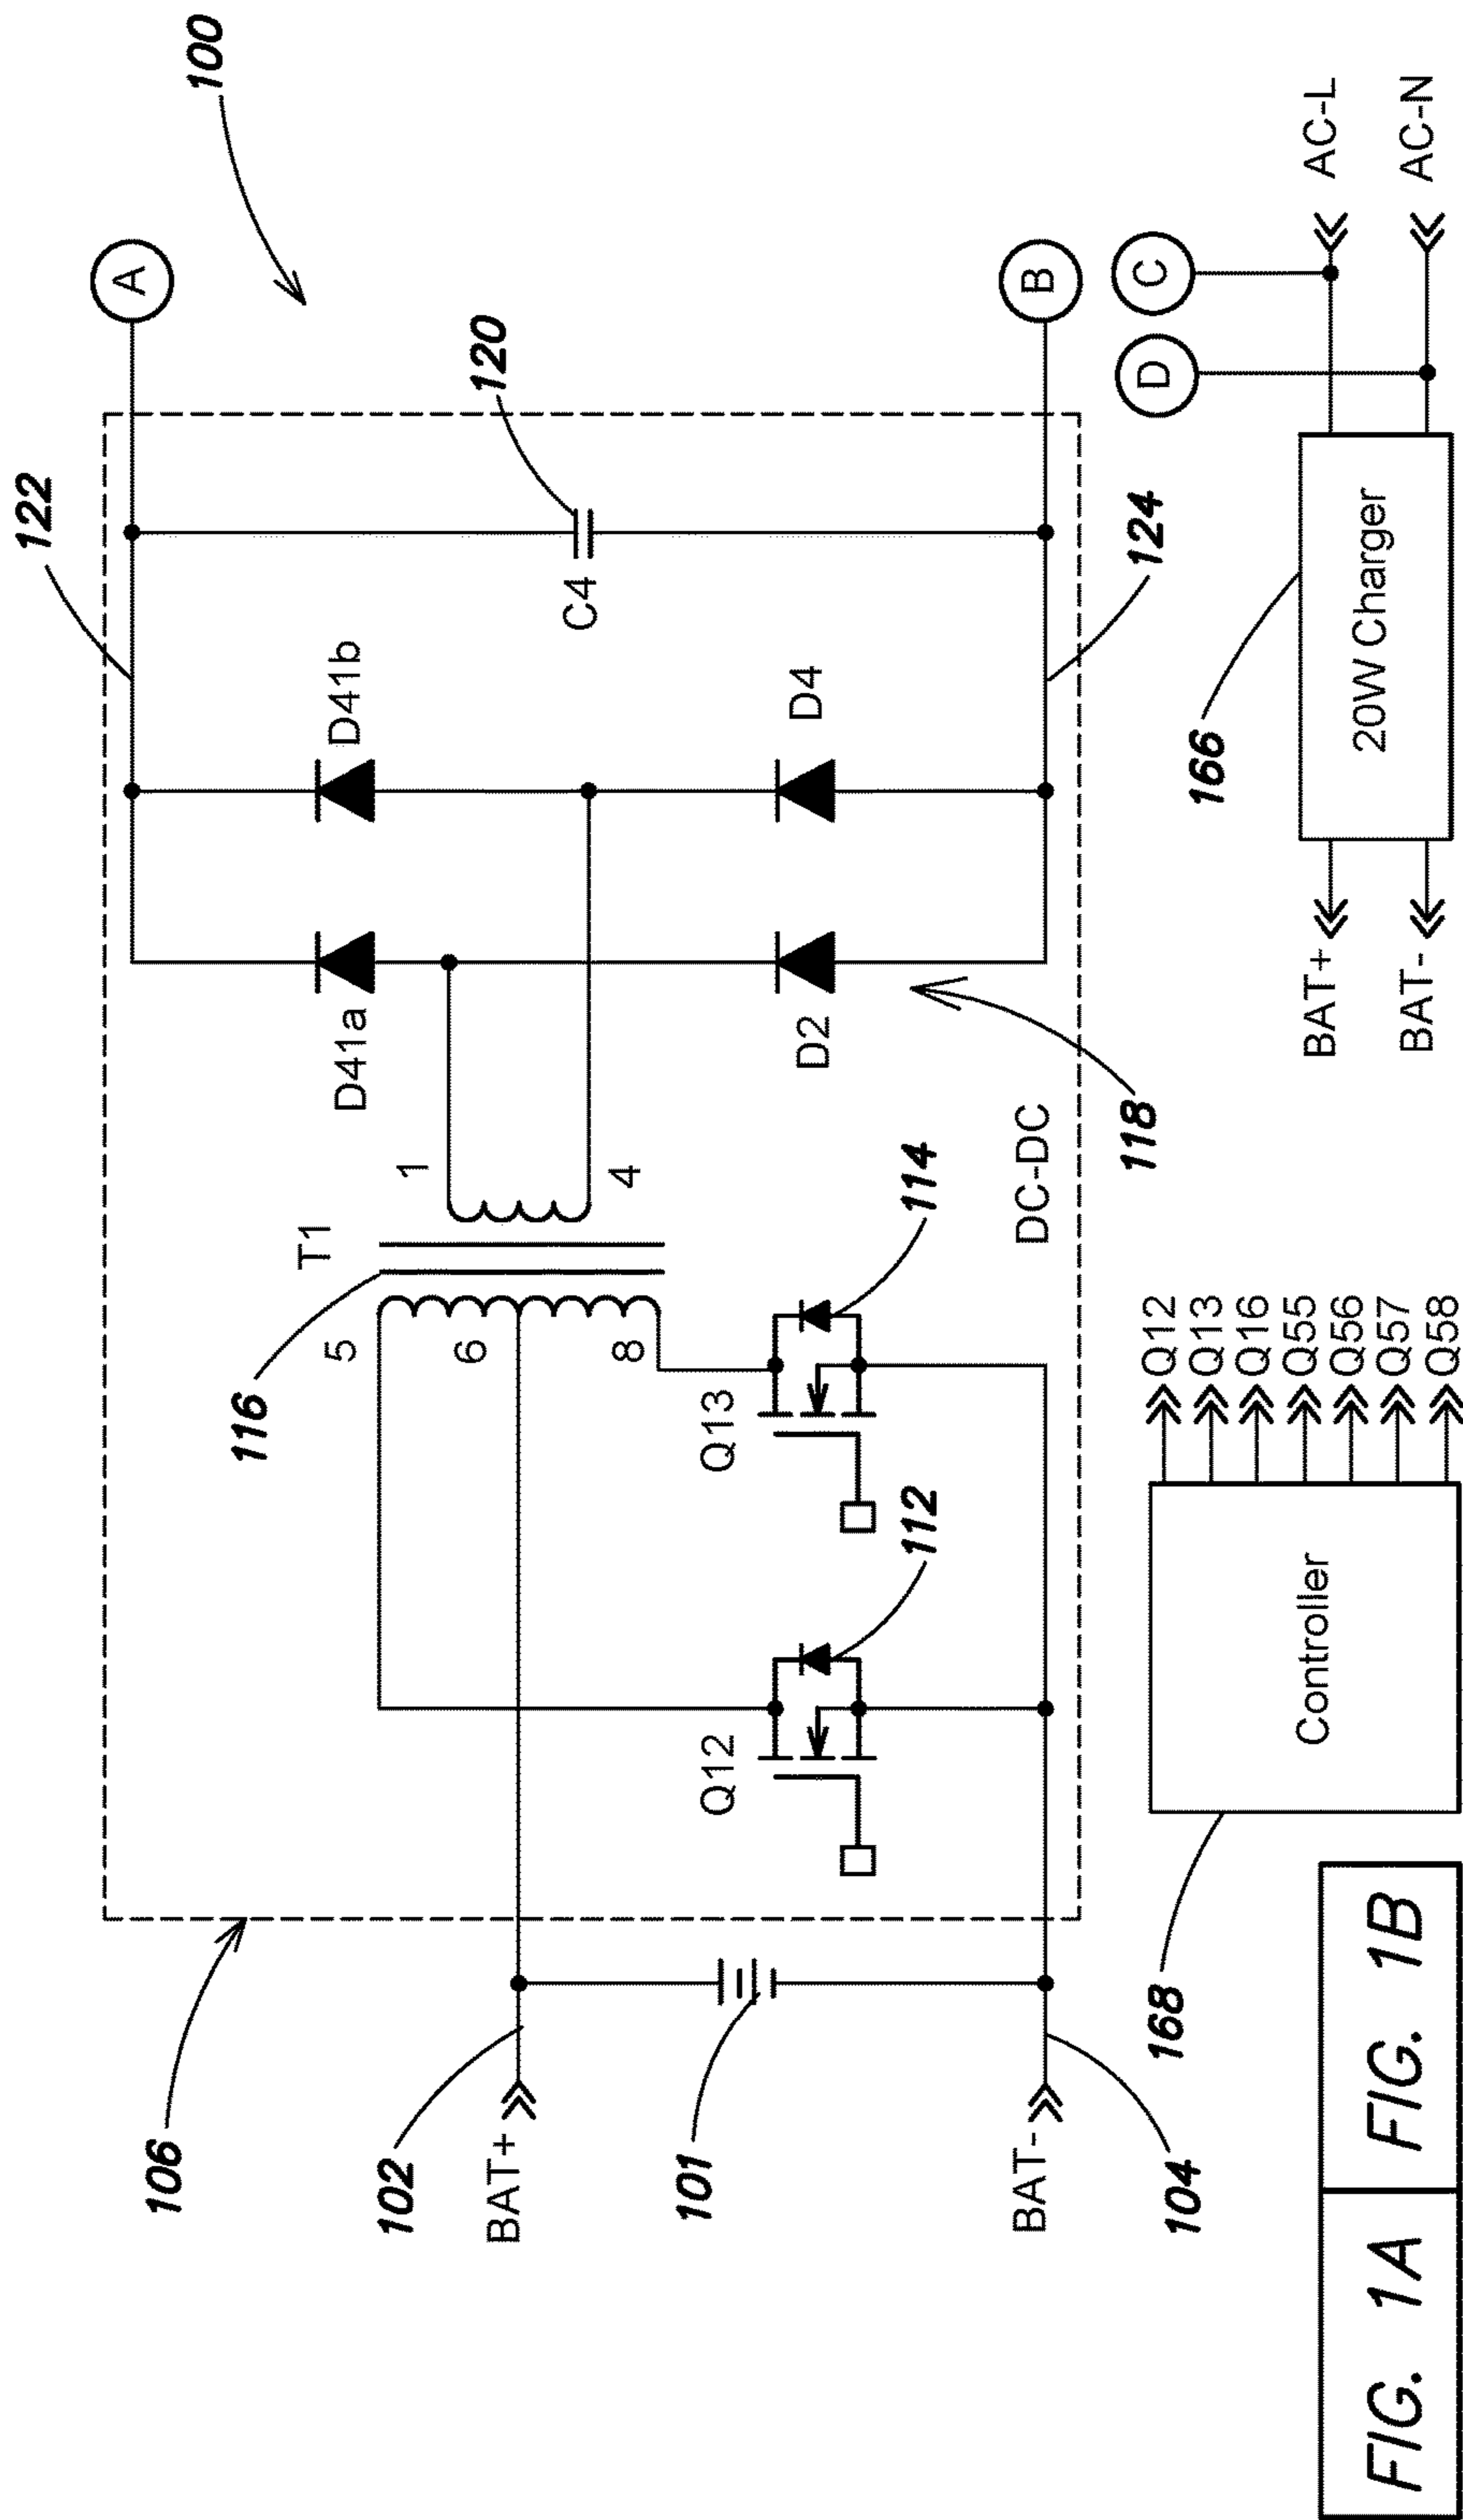 100
A
122
120
D41b
C4
D41a
106
T1
1
5
116
6
4
8
D4
D2
B
124
Q12
Q13
114
112
118
DC-DC
102
BAT+
101
BAT-
104
C
D
AC-L
AC-N
166
20W Charger
BAT+
BAT-
168
Controller
Q12
Q13
Q16
Q55
Q56
Q57
Q58
FIG. 1A
FIG. 1B